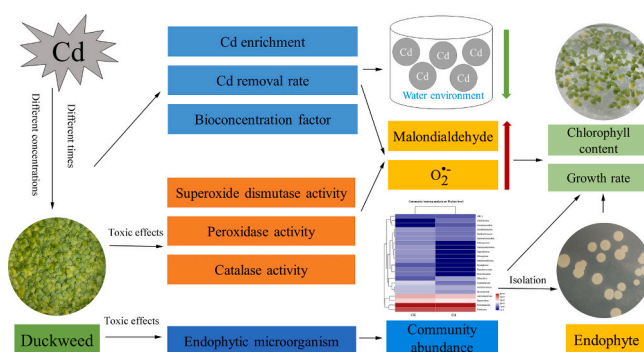 Cd
Different concentrations
Different times
Cd enrichment
Cd removal rate
Bioconcentration factor
Cd
Cd
Cd
Cd
Cd
Water environment
Malondialdehyde
O₂•-
Chlorophyll
content
Growth rate
Superoxide dismutase activity
Toxic effects
Peroxidase activity
Catalase activity
Isolation
Duckweed
Toxic effects
Endophytic microorganism
Community
abundance
Endophyte